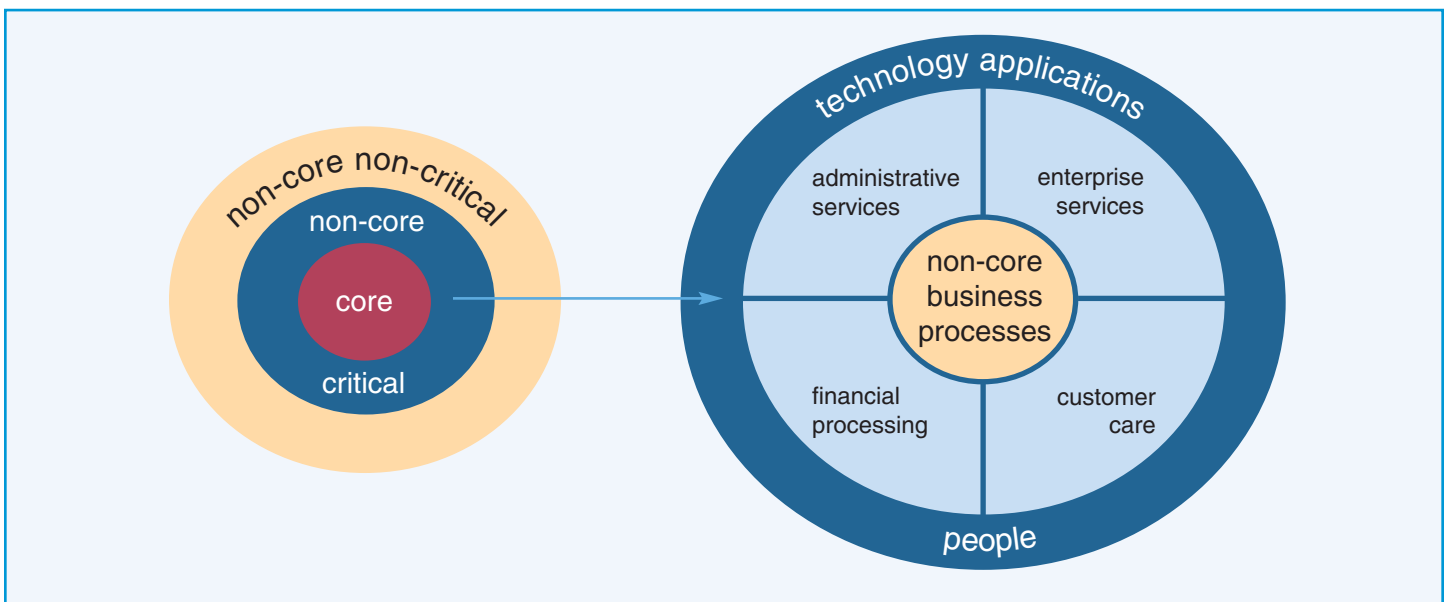 non-core non-critical
non-core
core
critical
technology applications
administrative
services
enterprise
services
non-core
business
processes
financial
processing
customer
care
people